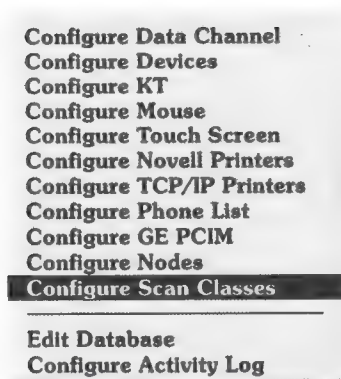 Configure Data Channel
Configure Devices
Configure KT
Configure Mouse
Configure Touch Screen
Configure Novell Printers
Configure TCP/IP Printers
Configure Phone List
Configure GE PCIM
Configure Nodes
Configure Scan Classes
Edit Database
Configure Activity Log